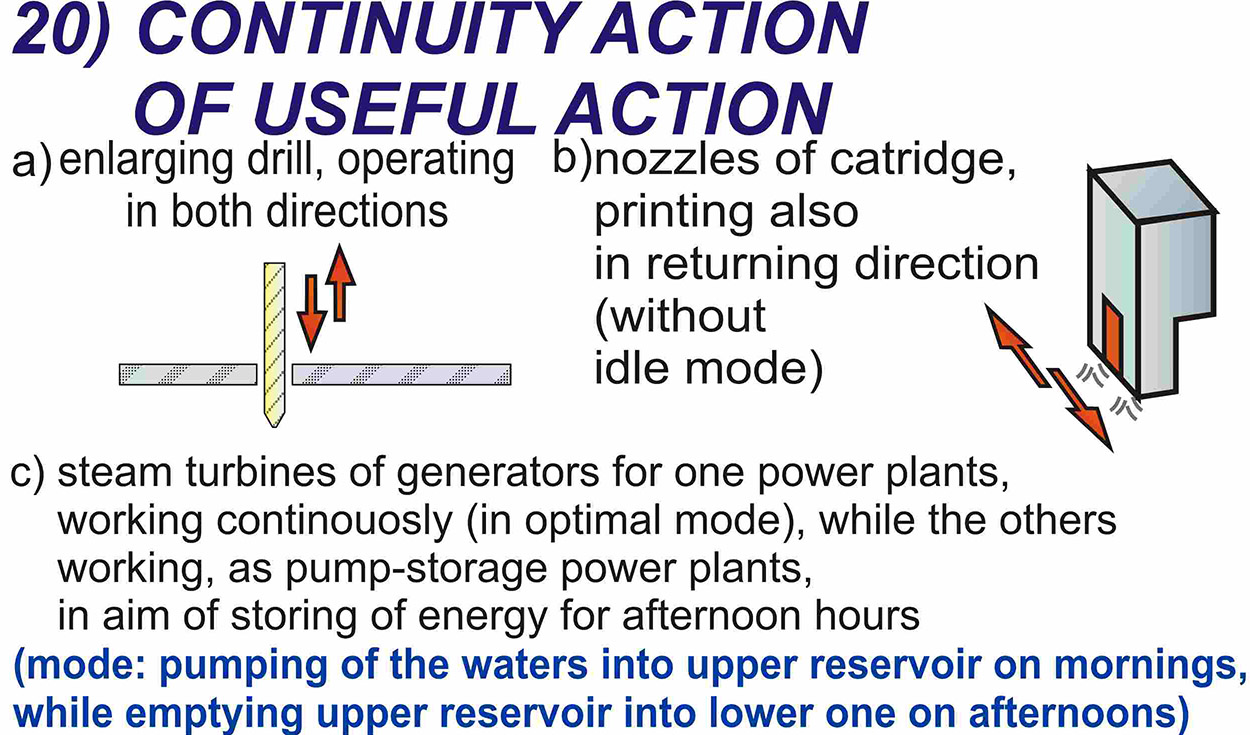 20) CONTINUITY ACTION
OF USEFUL ACTION
a) enlarging drill, operating
in both directions
b)nozzles of catridge,
printing also
in returning direction
(without
idle mode)
c) steam turbines of generators for one power plants,
working continouosly (in optimal mode), while the others
working, as pump-storage power plants,
in aim of storing of energy for afternoon hours
(mode: pumping of the waters into upper reservoir on mornings,
while emptying upper reservoir into lower one on afternoons)